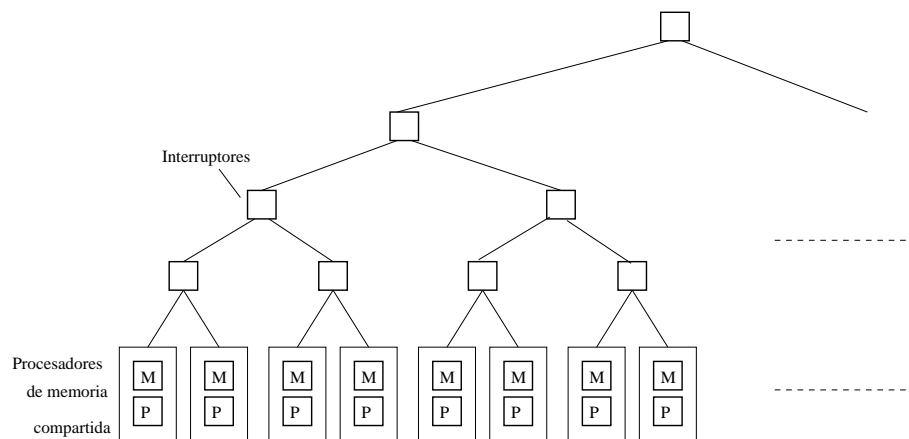 Interruptores
Procesadores
de memoria
compartida
M M M M M M M M
P P P P P P P P